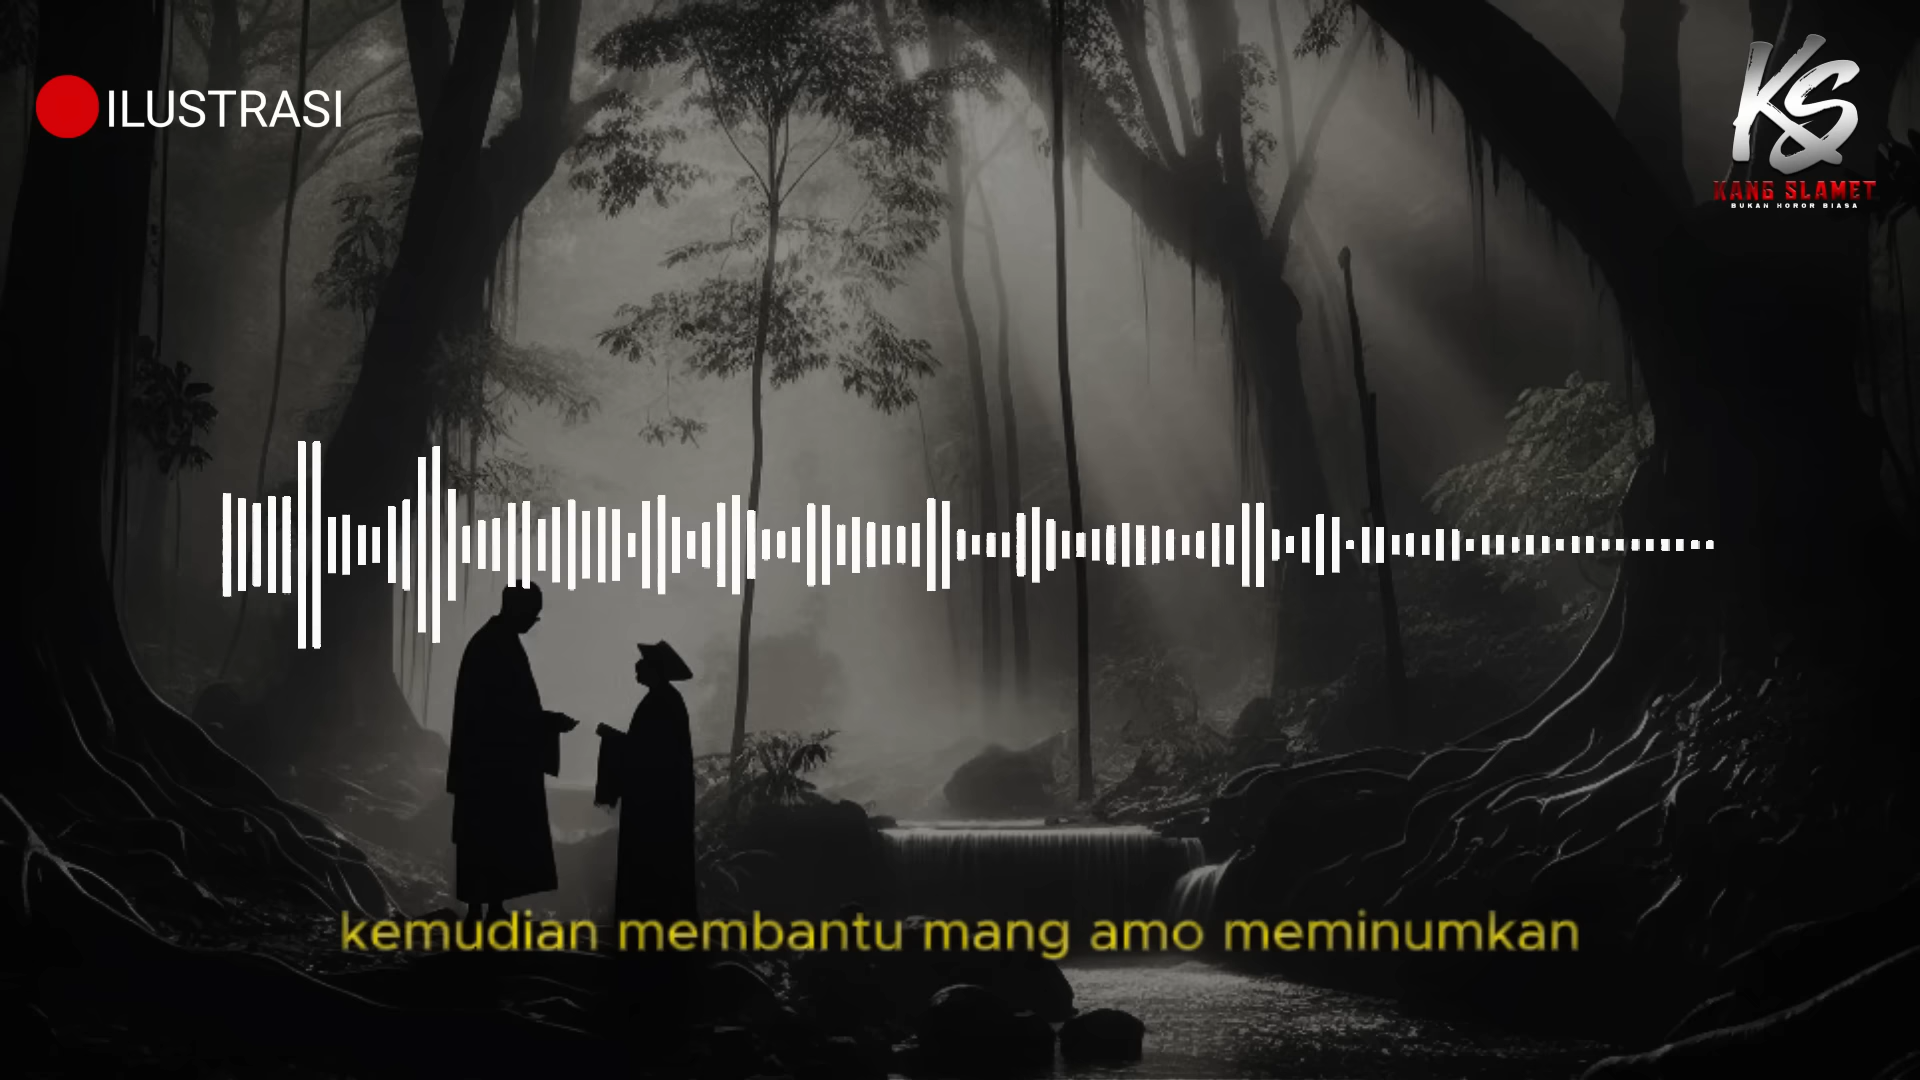 ILUSTRASI
KS
KANG SLAMET
BUKAN HOROR BIASA
kemudian membantu mang amo meminumkan